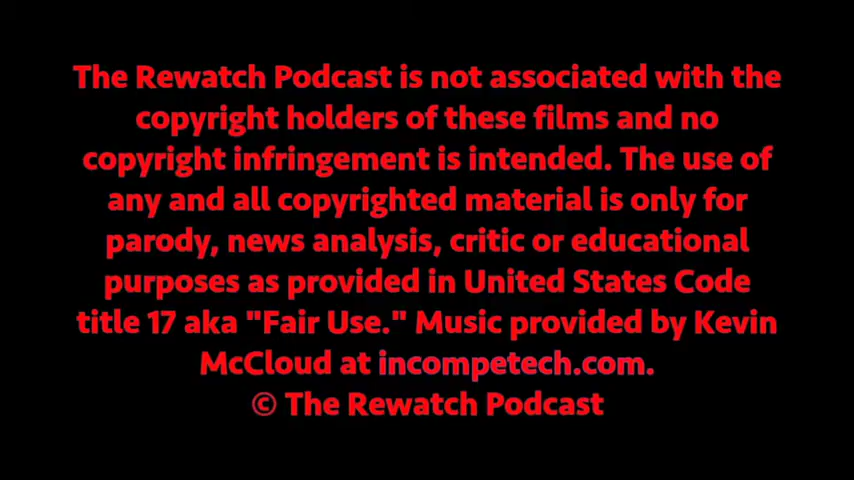 The Rewatch Podcast is not associated with the
copyright holders of these films and no
copyright infringement is intended. The use of
any and all copyrighted material is only for
parody, news analysis, critic or educational
purposes as provided in United States Code
title 17 aka "Fair Use." Music provided by Kevin
McCloud at incompetech.com.
© The Rewatch Podcast